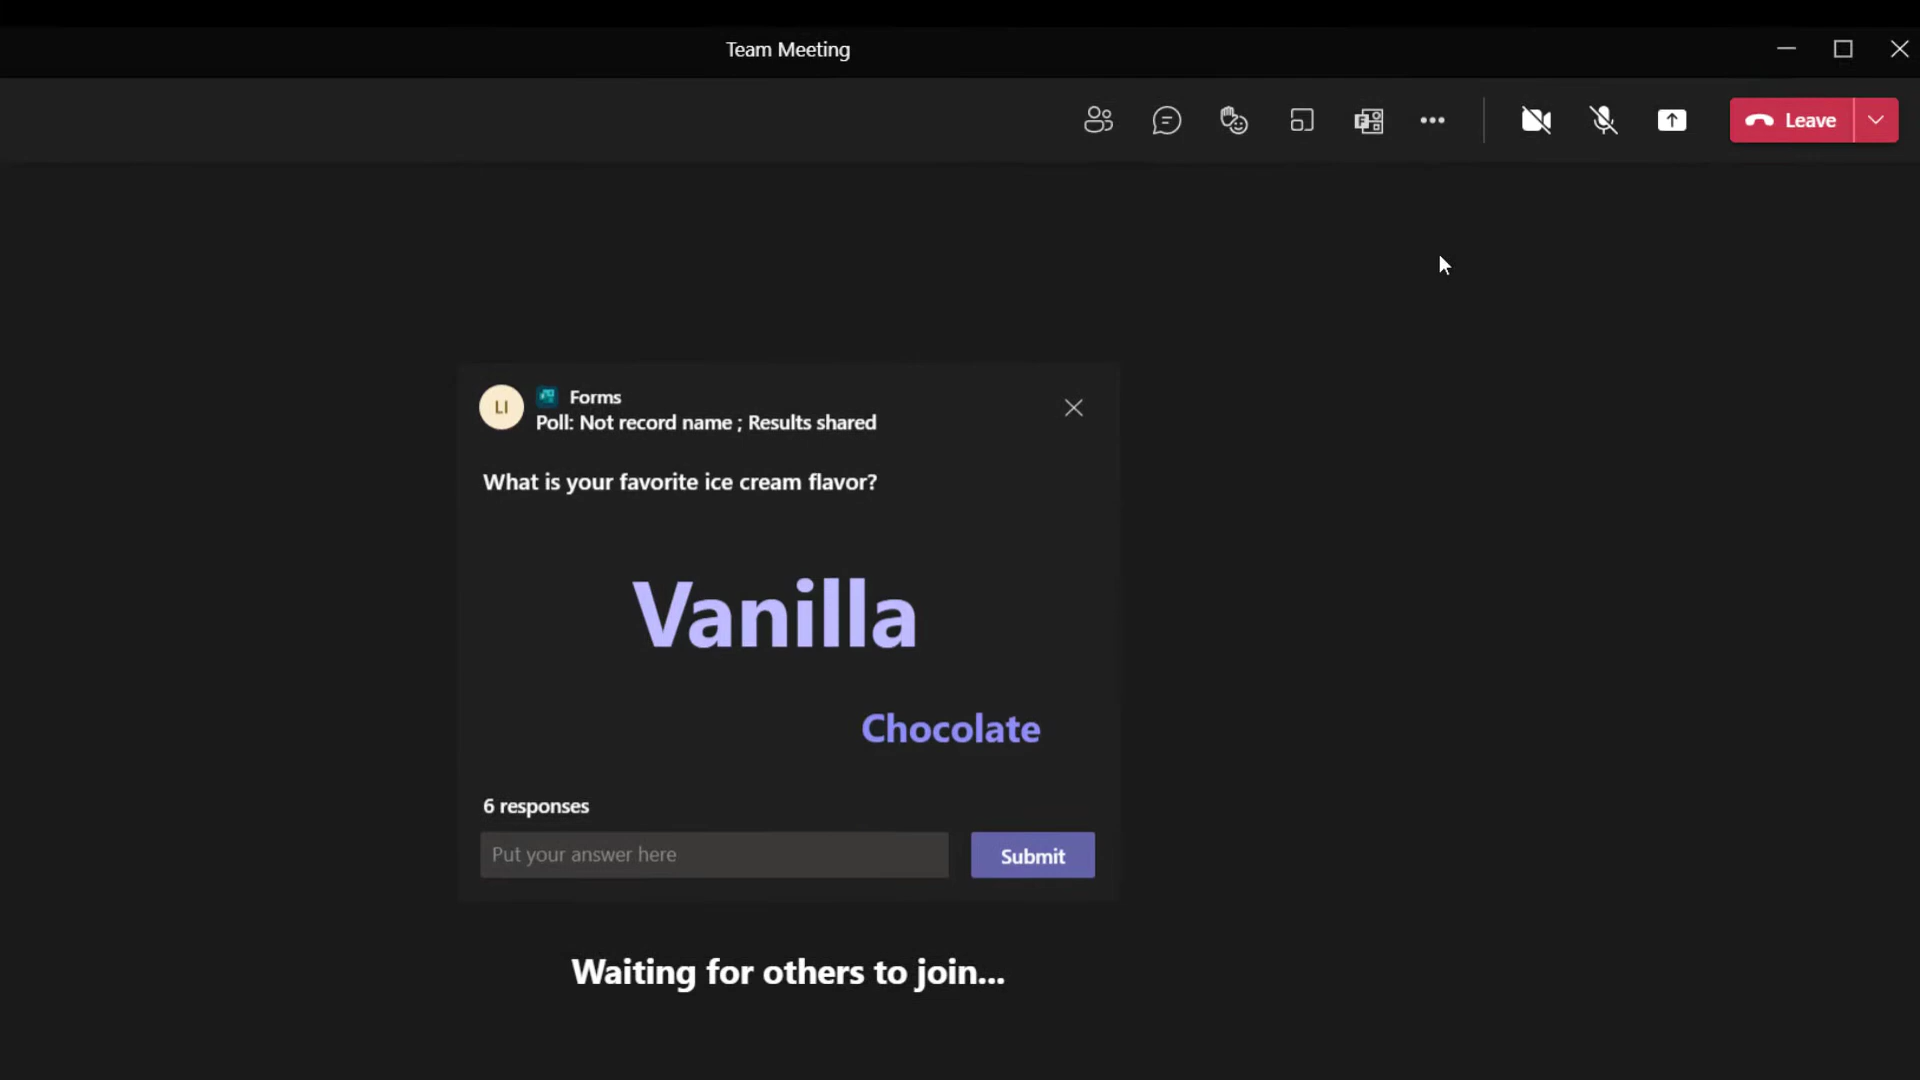 Team Meeting
Leave
LI
Forms
Poll: Not record name ; Results shared
What is your favorite ice cream flavor?
Vanilla
Chocolate
6 responses
Put your answer here
Submit
Waiting for others to join...